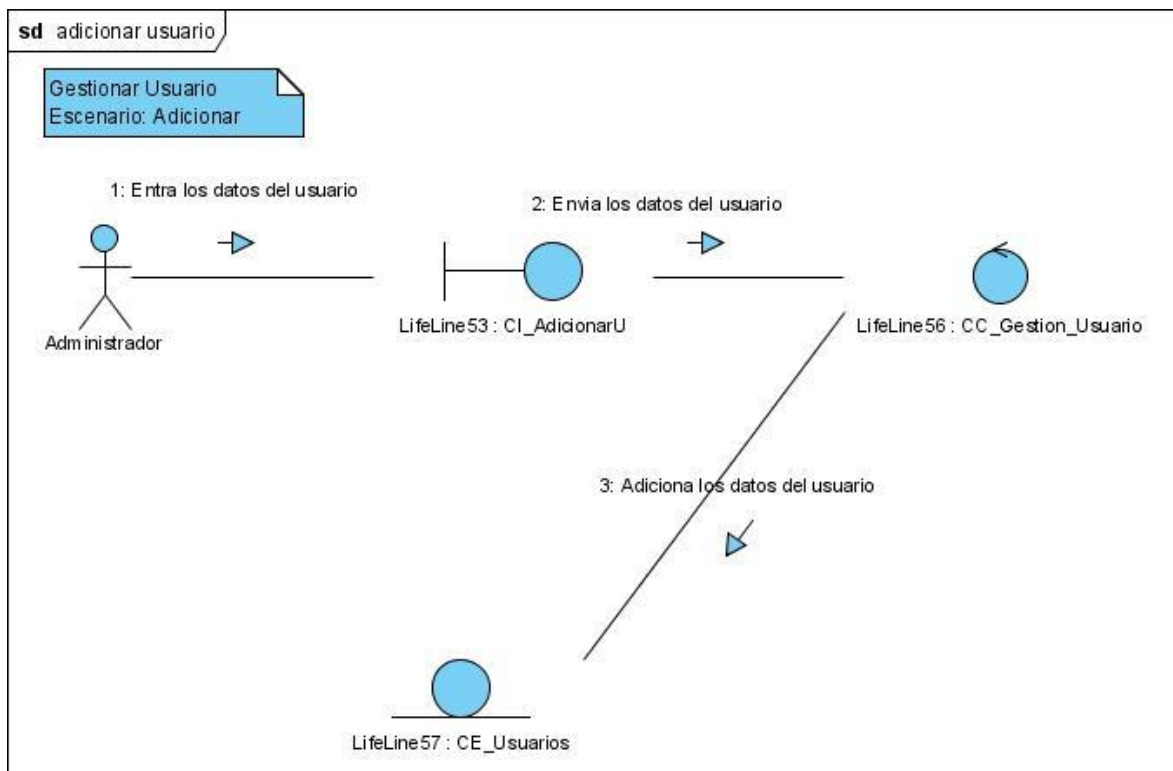 sd adicionar usuario
Gestionar Usuario
Escenario: Adicionar
1: Entra los datos del usuario
2: Envia los datos del usuario
Administrador
LifeLine53 : CI_AdicionarU
LifeLine56 : CC_Gestion_Usuario
3: Adiciona los datos del usuario
LifeLine57 : CE_Usuarios